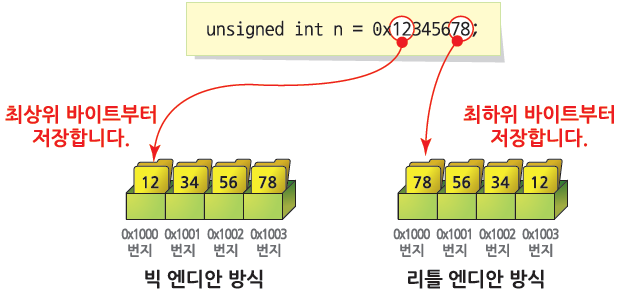 unsigned int n = 0x12345678;
최상위 바이트부터
저장합니다.
최하위 바이트부터
저장합니다.
12 34 56 78
78 56 34 12
0x1000 0x1001 0x1002 0x1003
번지 번지 번지 번지
0x1000 0x1001 0x1002 0x1003
번지 번지 번지 번지
빅 엔디안 방식
리틀 엔디안 방식